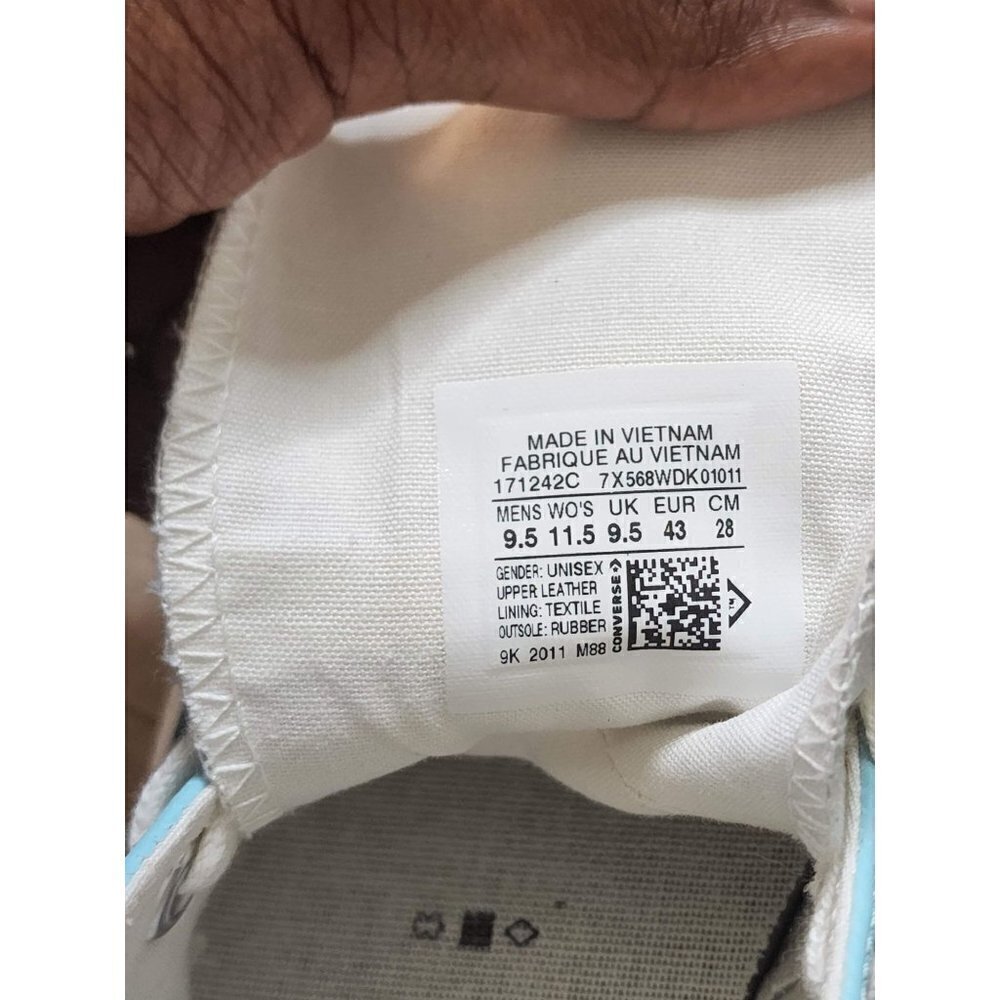 MADE IN VIETNAM
FABRIQUE AU VIETNAM
171242C 7X568WDK01011
MENS WO'S UK EUR CM
9.5 11.5 9.5 43 28
GENDER: UNISEX
UPPER LEATHER
LINING: TEXTILE
OUTSOLE: RUBBER
9K 2011 M88
CONVERSE
TM